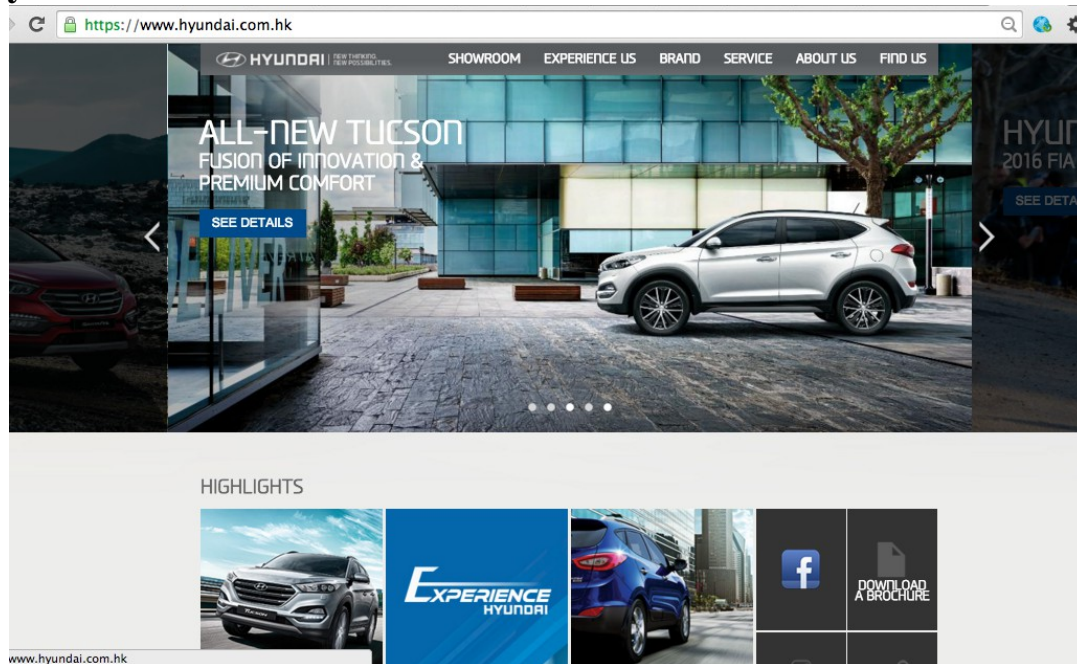 https://www.hyundai.com.hk
HYUNDAI
NEW THINKING.
NEW POSSIBILITIES.
SHOWROOM EXPERIENCE US BRAND SERVICE ABOUT US FIND US
ALL-NEW TUCSON
FUSION OF INNOVATION &
PREMIUM COMFORT
SEE DETAILS
HYUN
2016 FIA
SEE DETA
HIGHLIGHTS
EXPERIENCE
HYUNDAI
f
DOWNLOAD
A BROCHURE
www.hyundai.com.hk